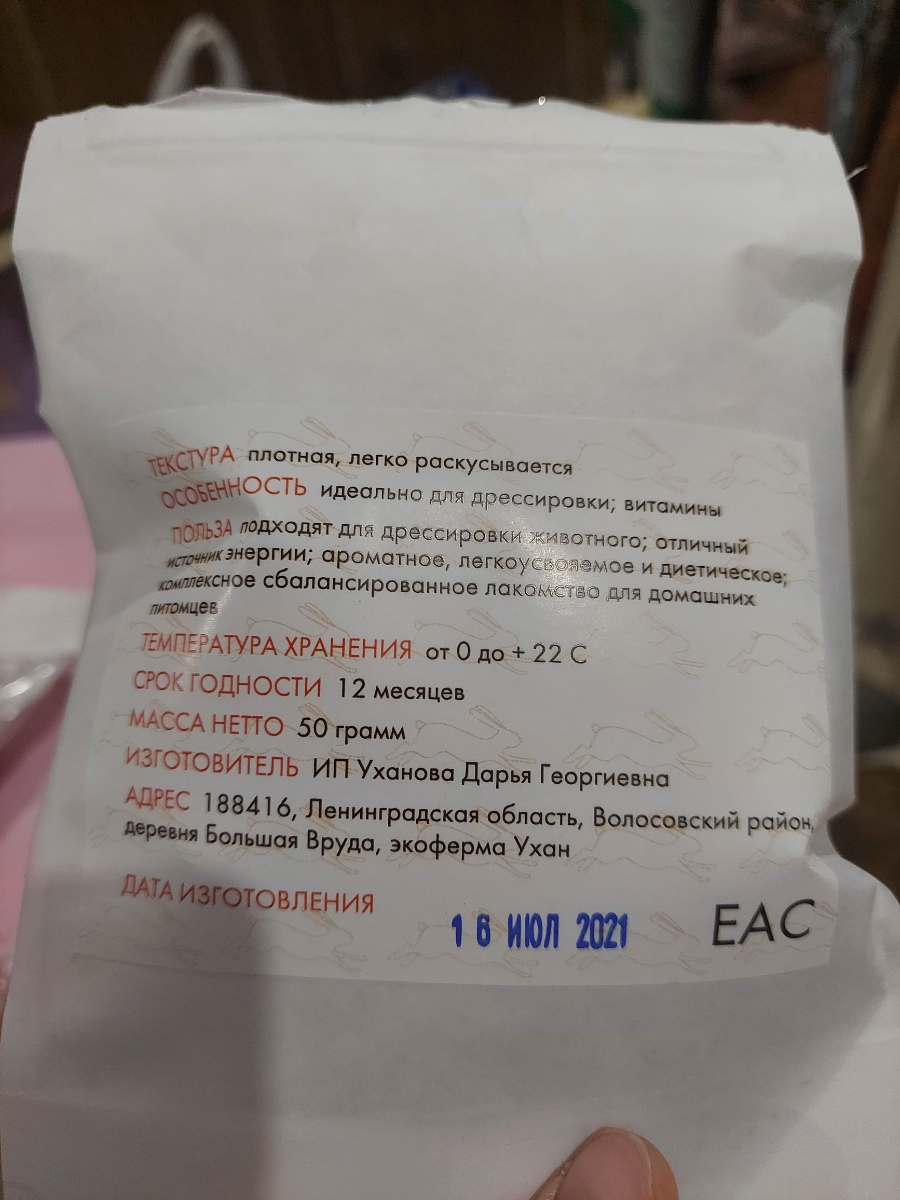 ТЕКСТУРА плотная, легко раскусывается
ОСОБЕННОСТЬ идеально для дрессировки; витамины
ПОЛЬЗА подходят для дрессировки животного; отличный
источник энергии; ароматное, легкоусвояемое и диетическое;
комплексное сбалансированное лакомство для домашних
питомцев
ТЕМПЕРАТУРА ХРАНЕНИЯ от 0 до + 22 С
СРОК ГОДНОСТИ 12 месяцев
МАССА НЕТТО 50 грамм
ИЗГОТОВИТЕЛЬ ИП Уханова Дарья Георгиевна
АДРЕС 188416, Ленинградская область, Волосовский район,
деревня Большая Вруда, экоферма Ухан
ДАТА ИЗГОТОВЛЕНИЯ
16 ИЮЛ 2021 EAC